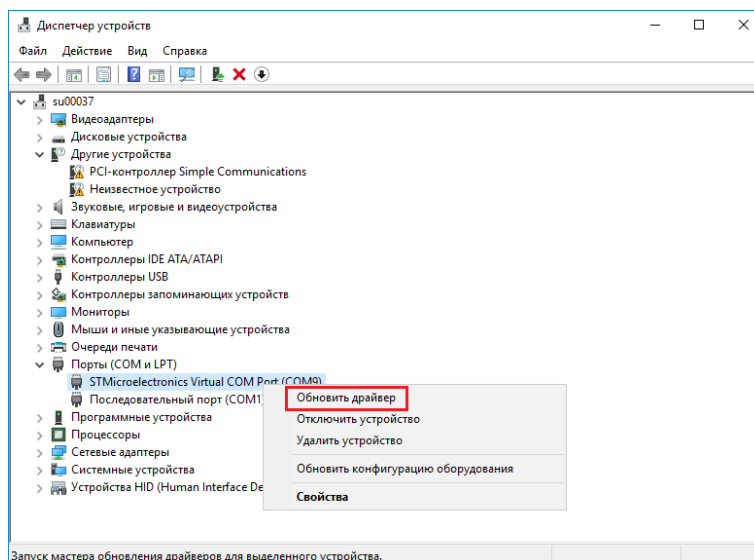 Диспетчер устройств
Файл Действие Вид Справка
su00037
Видеоадаптеры
Дисковые устройства
Другие устройства
PCI-контроллер Simple Communications
Неизвестное устройство
Звуковые, игровые и видеоустройства
Клавиатуры
Компьютер
Контроллеры IDE ATA/ATAPI
Контроллеры USB
Контроллеры запоминающих устройств
Мониторы
Мыши и иные указывающие устройства
Очереди печати
Порты (COM и LPT)
STMicroelectronics Virtual COM Port (COM9)
Последовательный порт (COM1
Программные устройства
Процессоры
Сетевые адаптеры
Системные устройства
Устройства HID (Human Interface De
Обновить драйвер
Отключить устройство
Удалить устройство
Обновить конфигурацию оборудования
Свойства
Запуск мастера обновления драйверов для выделенного устройства.